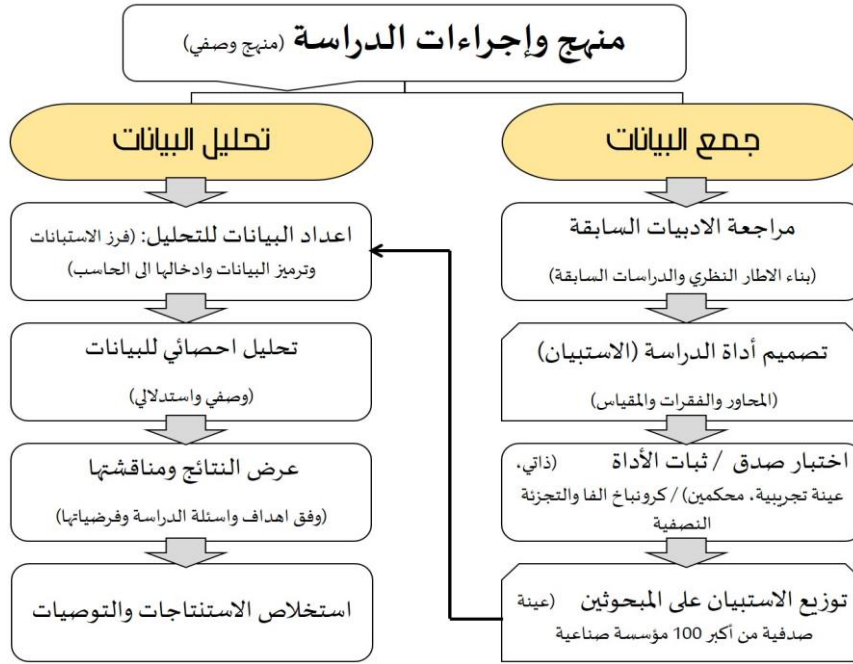 منهج وإجراءات الدراسة (منهج وصفي)
جمع البيانات
مراجعة الادبيات السابقة
(بناء الاطار النظري والدراسات السابقة)
تصميم أداة الدراسة (الاستبيان)
(المحاور والفقرات والمقياس)
اختبار صدق / ثبات الأداة (ذاتي،
عينة تجريبية، محكمين) / كرونباخ الفا والتجزئة
النصفية
توزيع الاستبيان على المبحوثين (عينة
صدفية من أكبر 100 مؤسسة صناعية
تحليل البيانات
اعداد البيانات للتحليل: (فرز الاستبانات
وترميز البيانات وادخالها الى الحاسب)
تحليل احصائي للبيانات
(وصفي واستدلالي)
عرض النتائج ومناقشتها
(وفق اهداف واسئلة الدراسة وفرضياتها)
استخلاص الاستنتاجات والتوصيات